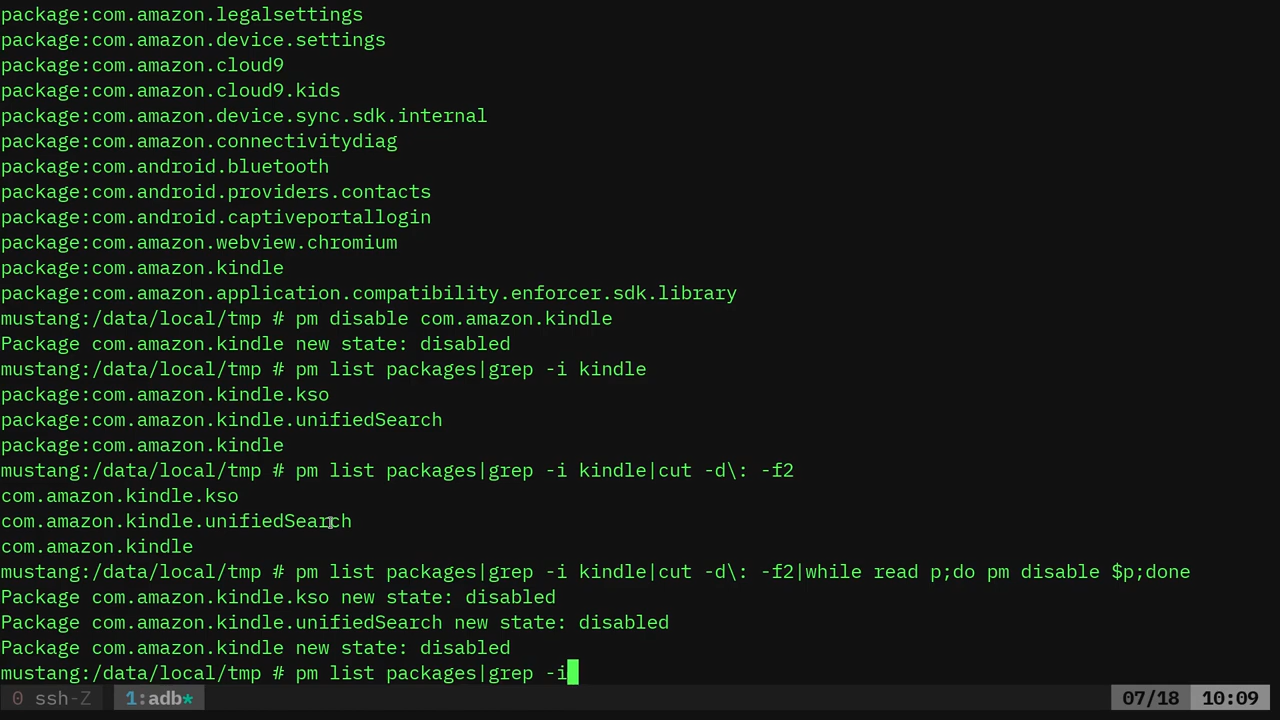 package:com.amazon.legalsettings
package:com.amazon.device.settings
package:com.amazon.cloud9
package:com.amazon.cloud9.kids
package:com.amazon.device.sync.sdk.internal
package:com.amazon.connectivitydiag
package:com.android.bluetooth
package:com.android.providers.contacts
package:com.android.captiveportallogin
package:com.amazon.webview.chromium
package:com.amazon.kindle
package:com.amazon.application.compatibility.enforcer.sdk.library
mustang:/data/local/tmp # pm disable com.amazon.kindle
Package com.amazon.kindle new state: disabled
mustang:/data/local/tmp # pm list packages|grep -i kindle
package:com.amazon.kindle.kso
package:com.amazon.kindle.unifiedSearch
package:com.amazon.kindle
mustang:/data/local/tmp # pm list packages|grep -i kindle|cut -d\: -f2
com.amazon.kindle.kso
com.amazon.kindle.unifiedSearch
com.amazon.kindle
mustang:/data/local/tmp # pm list packages|grep -i kindle|cut -d\: -f2|while read p;do pm disable $p;done
Package com.amazon.kindle.kso new state: disabled
Package com.amazon.kindle.unifiedSearch new state: disabled
Package com.amazon.kindle new state: disabled
mustang:/data/local/tmp # pm list packages|grep -i
0 ssh-Z 1:adb* 07/18 10:09